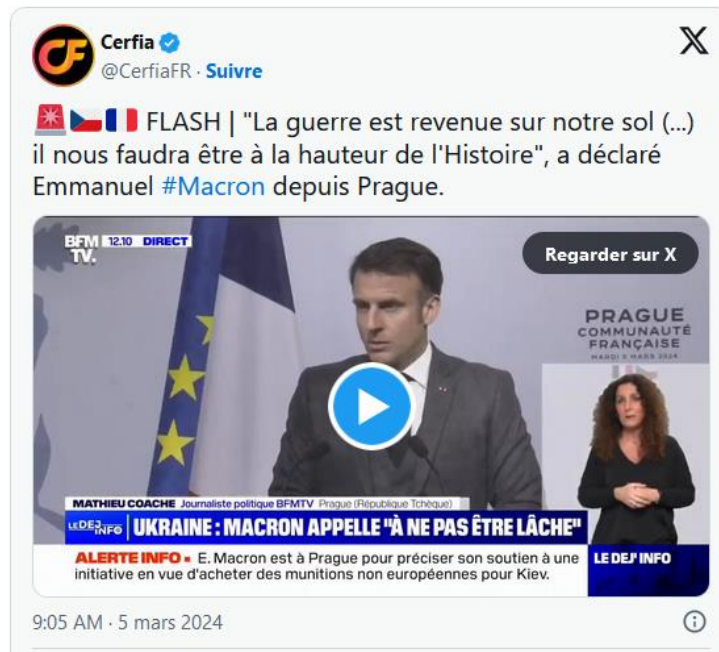 Cerfia
@CerfiaFR · Suivre
FLASH | "La guerre est revenue sur notre sol (...)
il nous faudra être à la hauteur de l'Histoire", a déclaré
Emmanuel #Macron depuis Prague.
BFM 12.10 DIRECT
TV.
Regarder sur X
PRAGUE
COMMUNAUTÉ
FRANÇAISE
MARDI 5 MARS 2024
MATHIEU COACHE Journaliste politique BFMTV Prague (République Tchèque)
LE DEJ' INFO UKRAINE : MACRON APPELLE "À NE PAS ÊTRE LÂCHE"
ALERTE INFO E. Macron est à Prague pour préciser son soutien à une
initiative en vue d'acheter des munitions non européennes pour Kiev.
LE DEJ' INFO
9:05 AM · 5 mars 2024